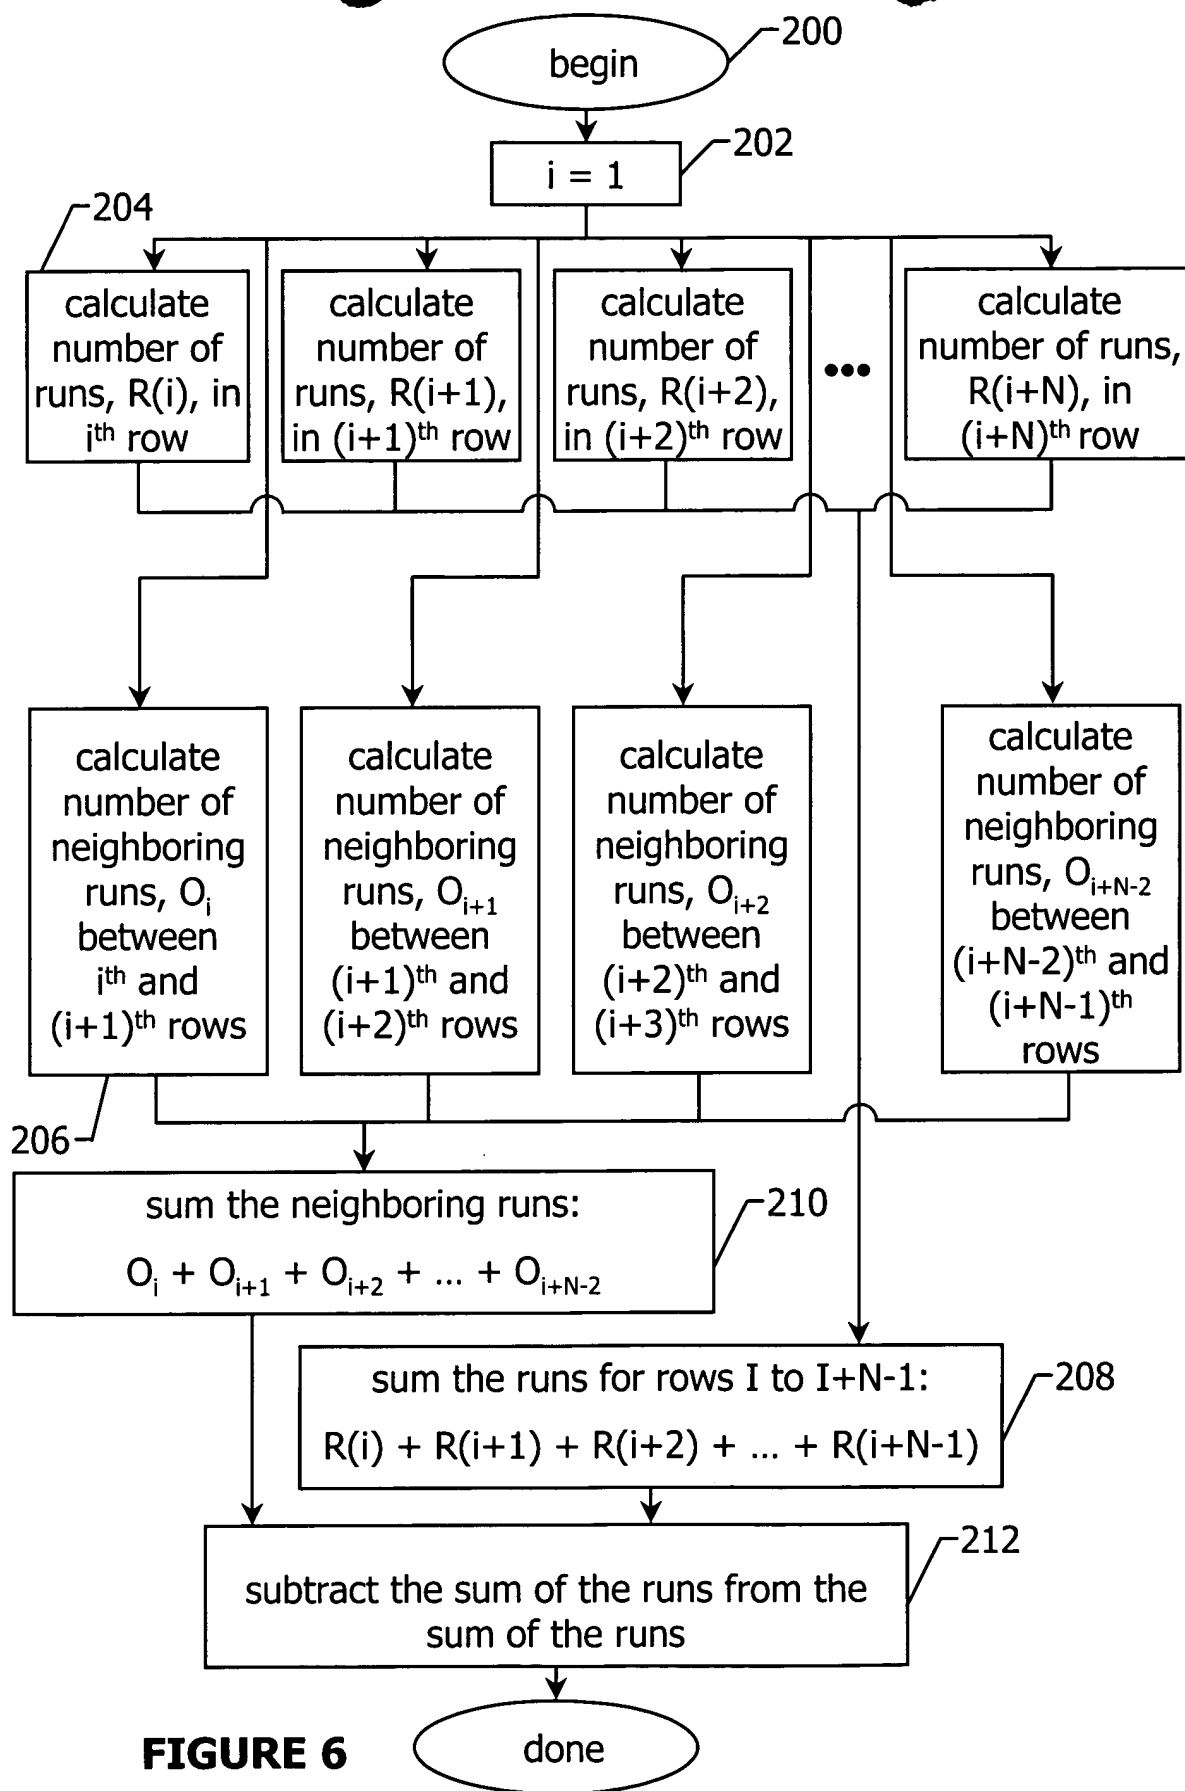 200
begin
202
i = 1
204
calculate
number of
runs, R(i), in
iᵗʰ row
calculate
number of
runs, R(i+1),
in (i+1)ᵗʰ row
calculate
number of
runs, R(i+2),
in (i+2)ᵗʰ row
•••
calculate
number of runs,
R(i+N), in
(i+N)ᵗʰ row
calculate
number of
neighboring
runs, Oᵢ
between
iᵗʰ and
(i+1)ᵗʰ rows
calculate
number of
neighboring
runs, Oᵢ₊₁
between
(i+1)ᵗʰ and
(i+2)ᵗʰ rows
calculate
number of
neighboring
runs, Oᵢ₊₂
between
(i+2)ᵗʰ and
(i+3)ᵗʰ rows
calculate
number of
neighboring
runs, O_{i+N-2}
between
(i+N-2)ᵗʰ and
(i+N-1)ᵗʰ
rows
206
sum the neighboring runs:
Oᵢ + Oᵢ₊₁ + Oᵢ₊₂ + ... + O_{i+N-2}
210
sum the runs for rows I to I+N-1:
R(i) + R(i+1) + R(i+2) + ... + R(i+N-1)
208
212
subtract the sum of the runs from the
sum of the runs
FIGURE 6
done